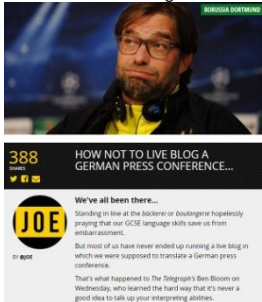 BORUSSIA DORTMUND
388
SHARES
HOW NOT TO LIVE BLOG A
GERMAN PRESS CONFERENCE...
JOE
BY @JOE
We've all been there...
Standing in line at the bäckerei or boulangerie hopelessly
praying that our GCSE language skills save us from
embarrassment.
But most of us have never ended up running a live blog in
which we were supposed to translate a German press
conference.
That's what happened to The Telegraph's Ben Bloom on
Wednesday, who learned the hard way that it's never a
good idea to talk up your interpreting abilities.